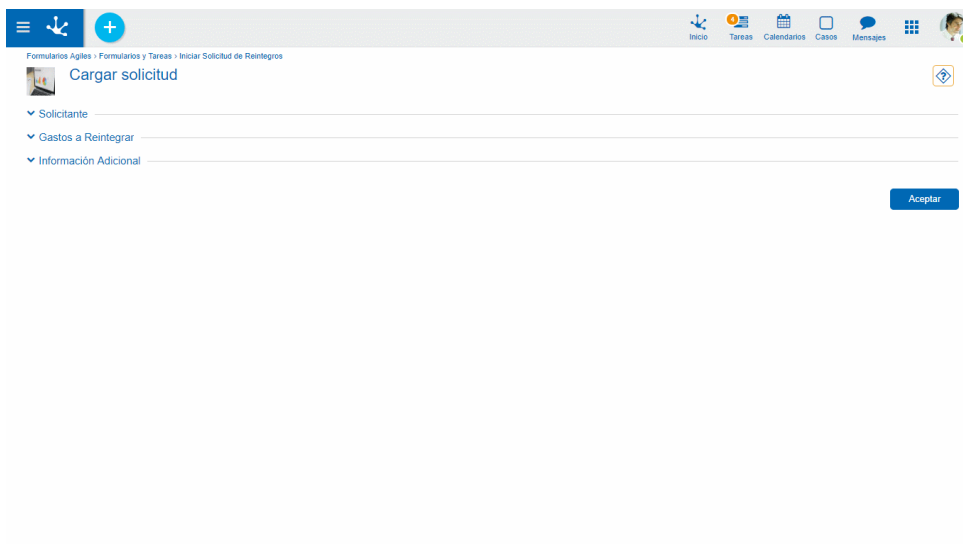 Inicio
4
Tareas
Calendarios
Casos
Mensajes
Formularios Agiles › Formularios y Tareas › Iniciar Solicitud de Reintegros
Cargar solicitud
Solicitante
Gastos a Reintegrar
Información Adicional
Aceptar